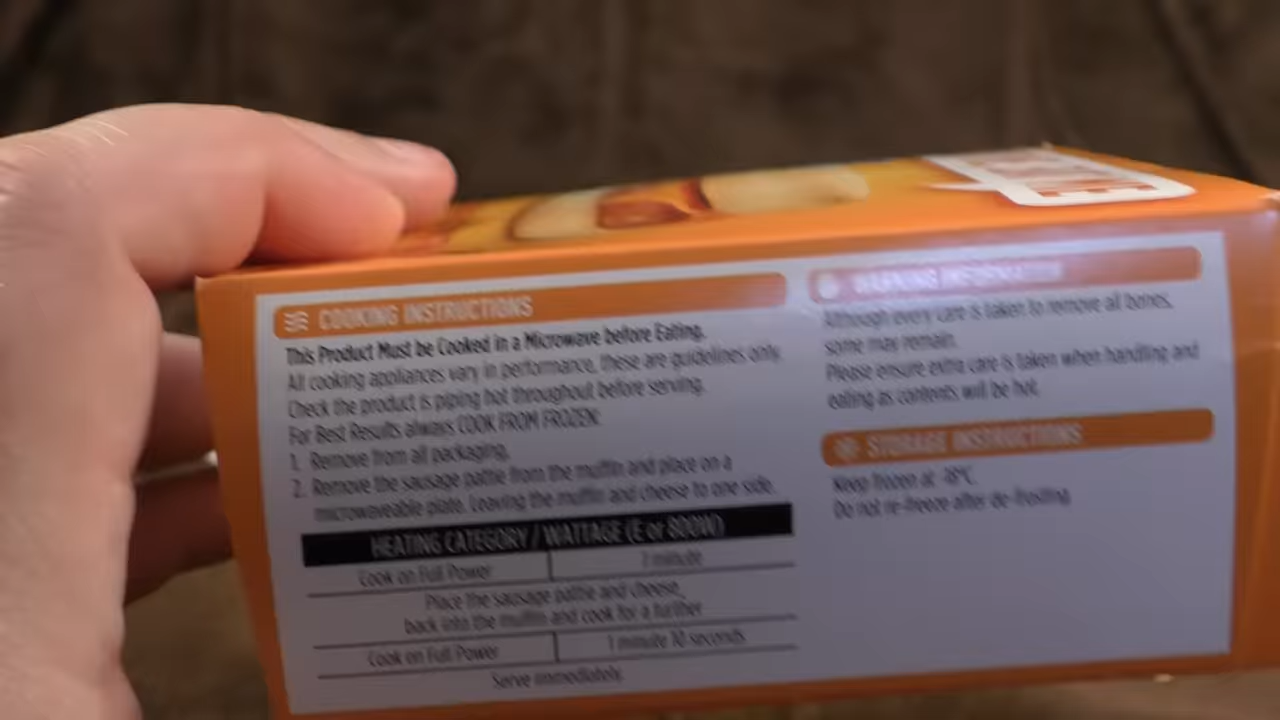 COOKING INSTRUCTIONS
This Product Must be Cooked in a Microwave before Eating.
All cooking appliances vary in performance, these are guidelines only.
Check the product is piping hot throughout before serving.
For Best Results always COOK FROM FROZEN:
1. Remove from all packaging.
2. Remove the sausage pattie from the muffin and place on a
microwaveable plate. Leaving the muffin and cheese to one side.
HEATING CATEGORY / WATTAGE (E or 800W)
Cook on Full Power 1 minute
Place the sausage pattie and cheese,
back into the muffin and cook for a further
Cook on Full Power 1 minute 10 seconds
Serve immediately.
WARNING INFORMATION
Although every care is taken to remove all bones,
some may remain.
Please ensure extra care is taken when handling and
eating as contents will be hot.
STORAGE INSTRUCTIONS
Keep frozen at -18°C.
Do not re-freeze after de-frosting.